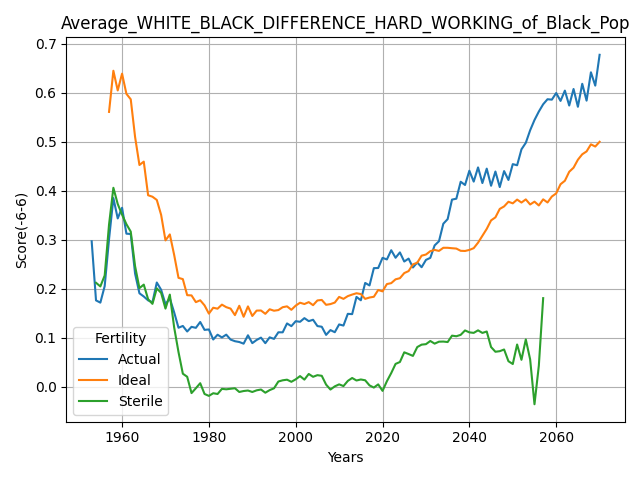 Average_WHITE_BLACK_DIFFERENCE_HARD_WORKING_of_Black_Pop
0.7
0.6
0.5
0.4
0.3
0.2
0.1
0.0
Score(-6-6)
Fertility
Actual
Ideal
Sterile
1960 1980 2000 2020 2040 2060
Years